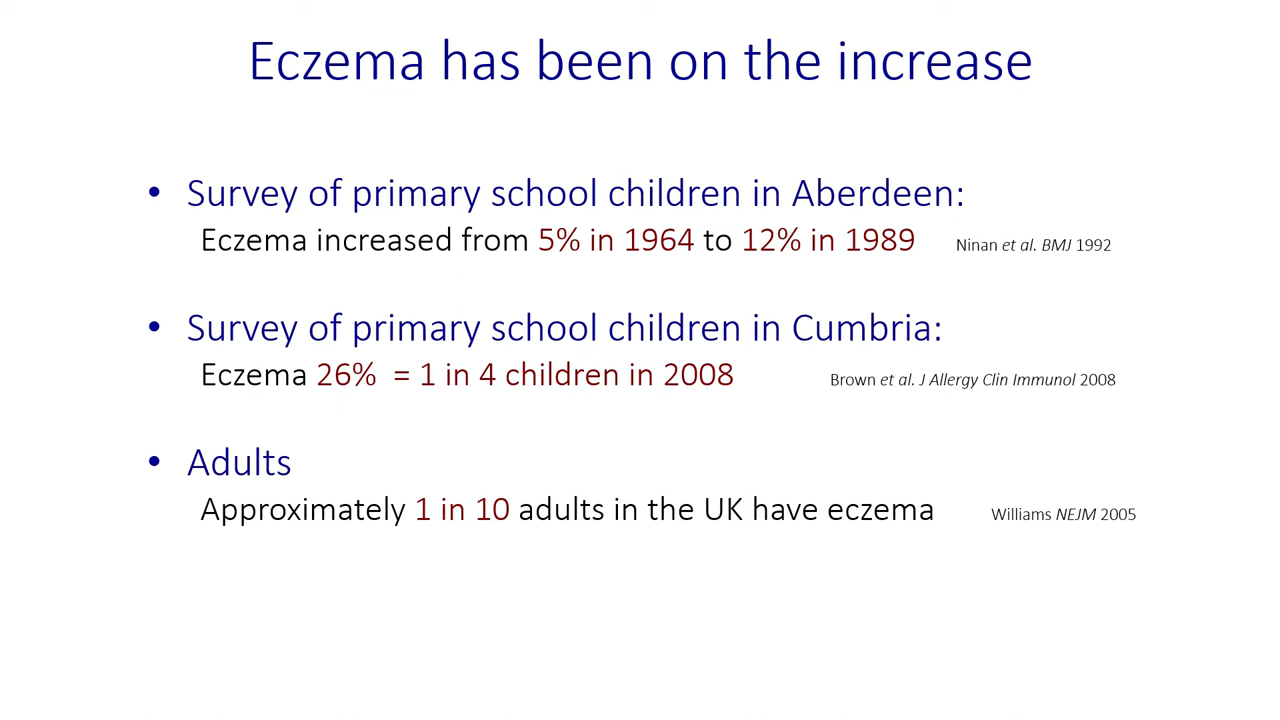 Eczema has been on the increase
• Survey of primary school children in Aberdeen:
Eczema increased from 5% in 1964 to 12% in 1989 Ninan et al. BMJ 1992
• Survey of primary school children in Cumbria:
Eczema 26% = 1 in 4 children in 2008 Brown et al. J Allergy Clin Immunol 2008
• Adults
Approximately 1 in 10 adults in the UK have eczema Williams NEJM 2005